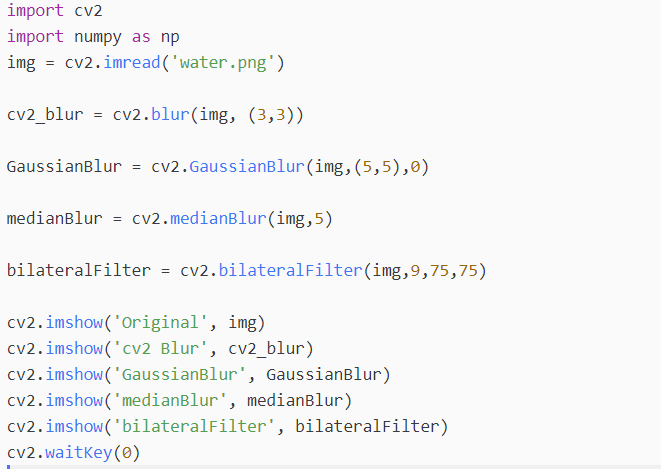 import cv2
import numpy as np
img = cv2.imread('water.png')
cv2_blur = cv2.blur(img, (3,3))
GaussianBlur = cv2.GaussianBlur(img,(5,5),0)
medianBlur = cv2.medianBlur(img,5)
bilateralFilter = cv2.bilateralFilter(img,9,75,75)
cv2.imshow('Original', img)
cv2.imshow('cv2 Blur', cv2_blur)
cv2.imshow('GaussianBlur', GaussianBlur)
cv2.imshow('medianBlur', medianBlur)
cv2.imshow('bilateralFilter', bilateralFilter)
cv2.waitKey(0)